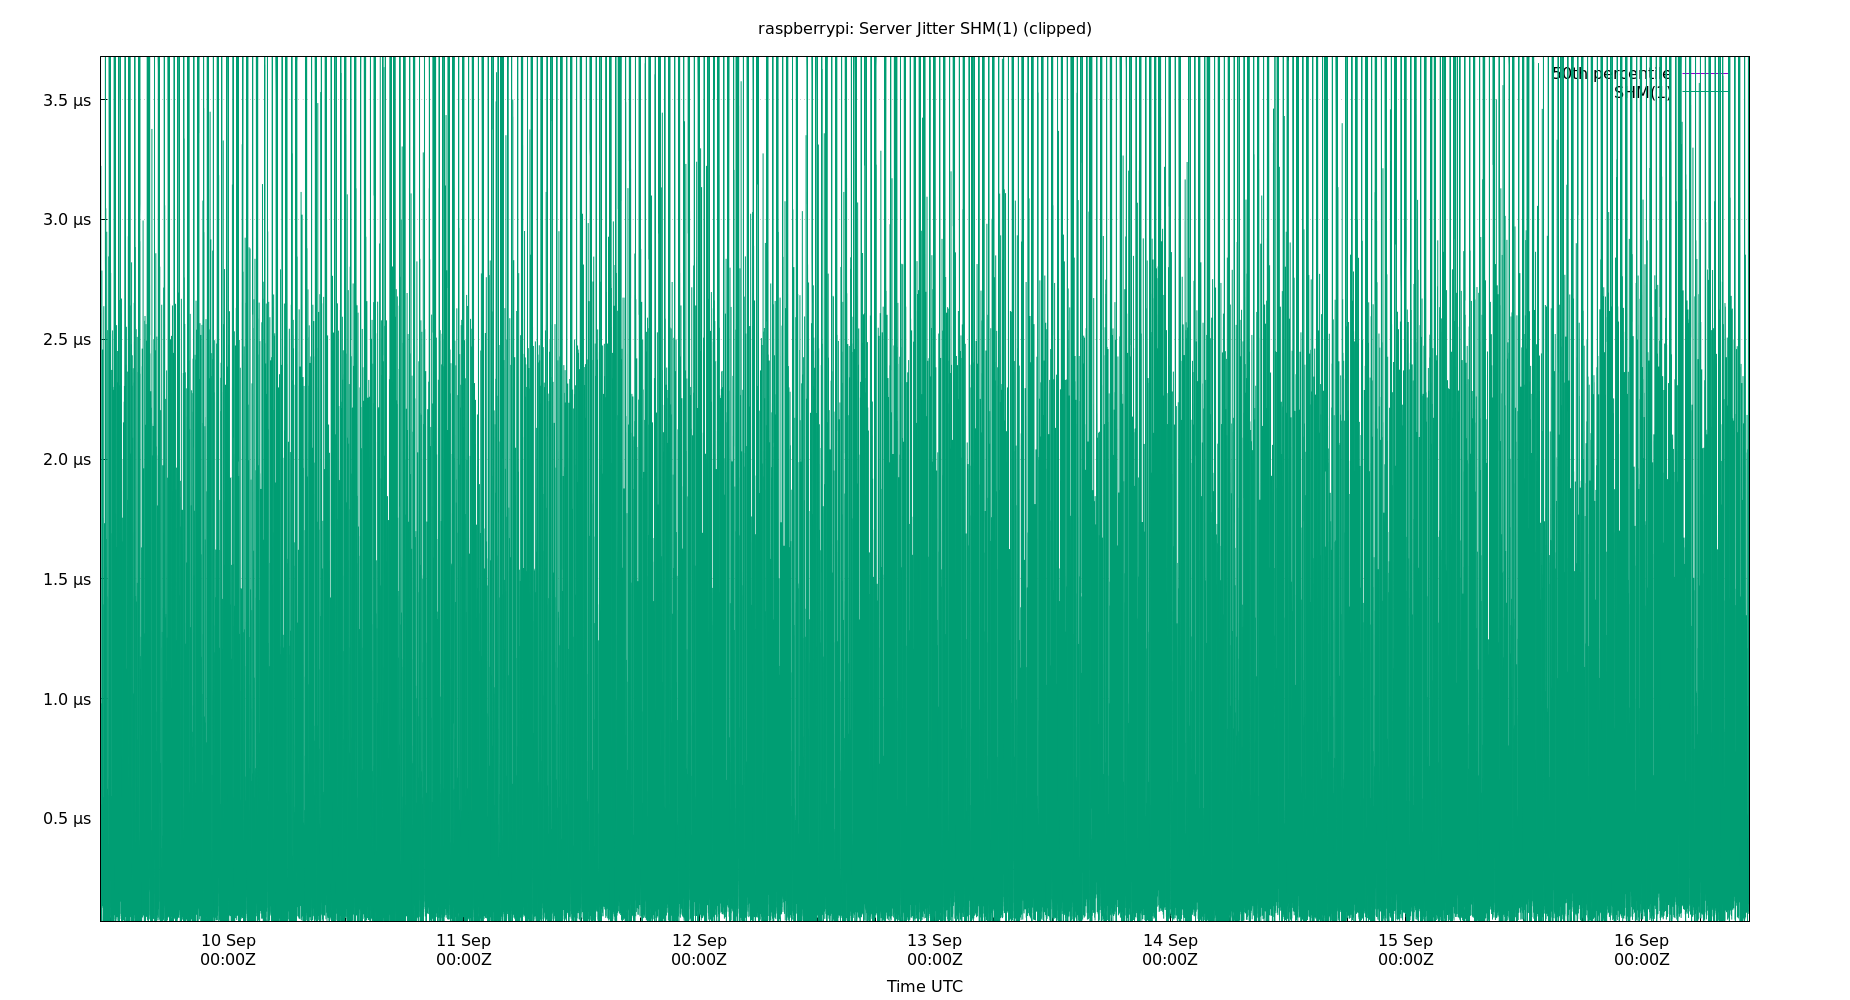 raspberrypi: Server Jitter SHM(1) (clipped)
50th percentile
SHM(1)
3.5 µs
3.0 µs
2.5 µs
2.0 µs
1.5 µs
1.0 µs
0.5 µs
10 Sep 11 Sep 12 Sep 13 Sep 14 Sep 15 Sep 16 Sep
00:00Z 00:00Z 00:00Z 00:00Z 00:00Z 00:00Z 00:00Z
Time UTC